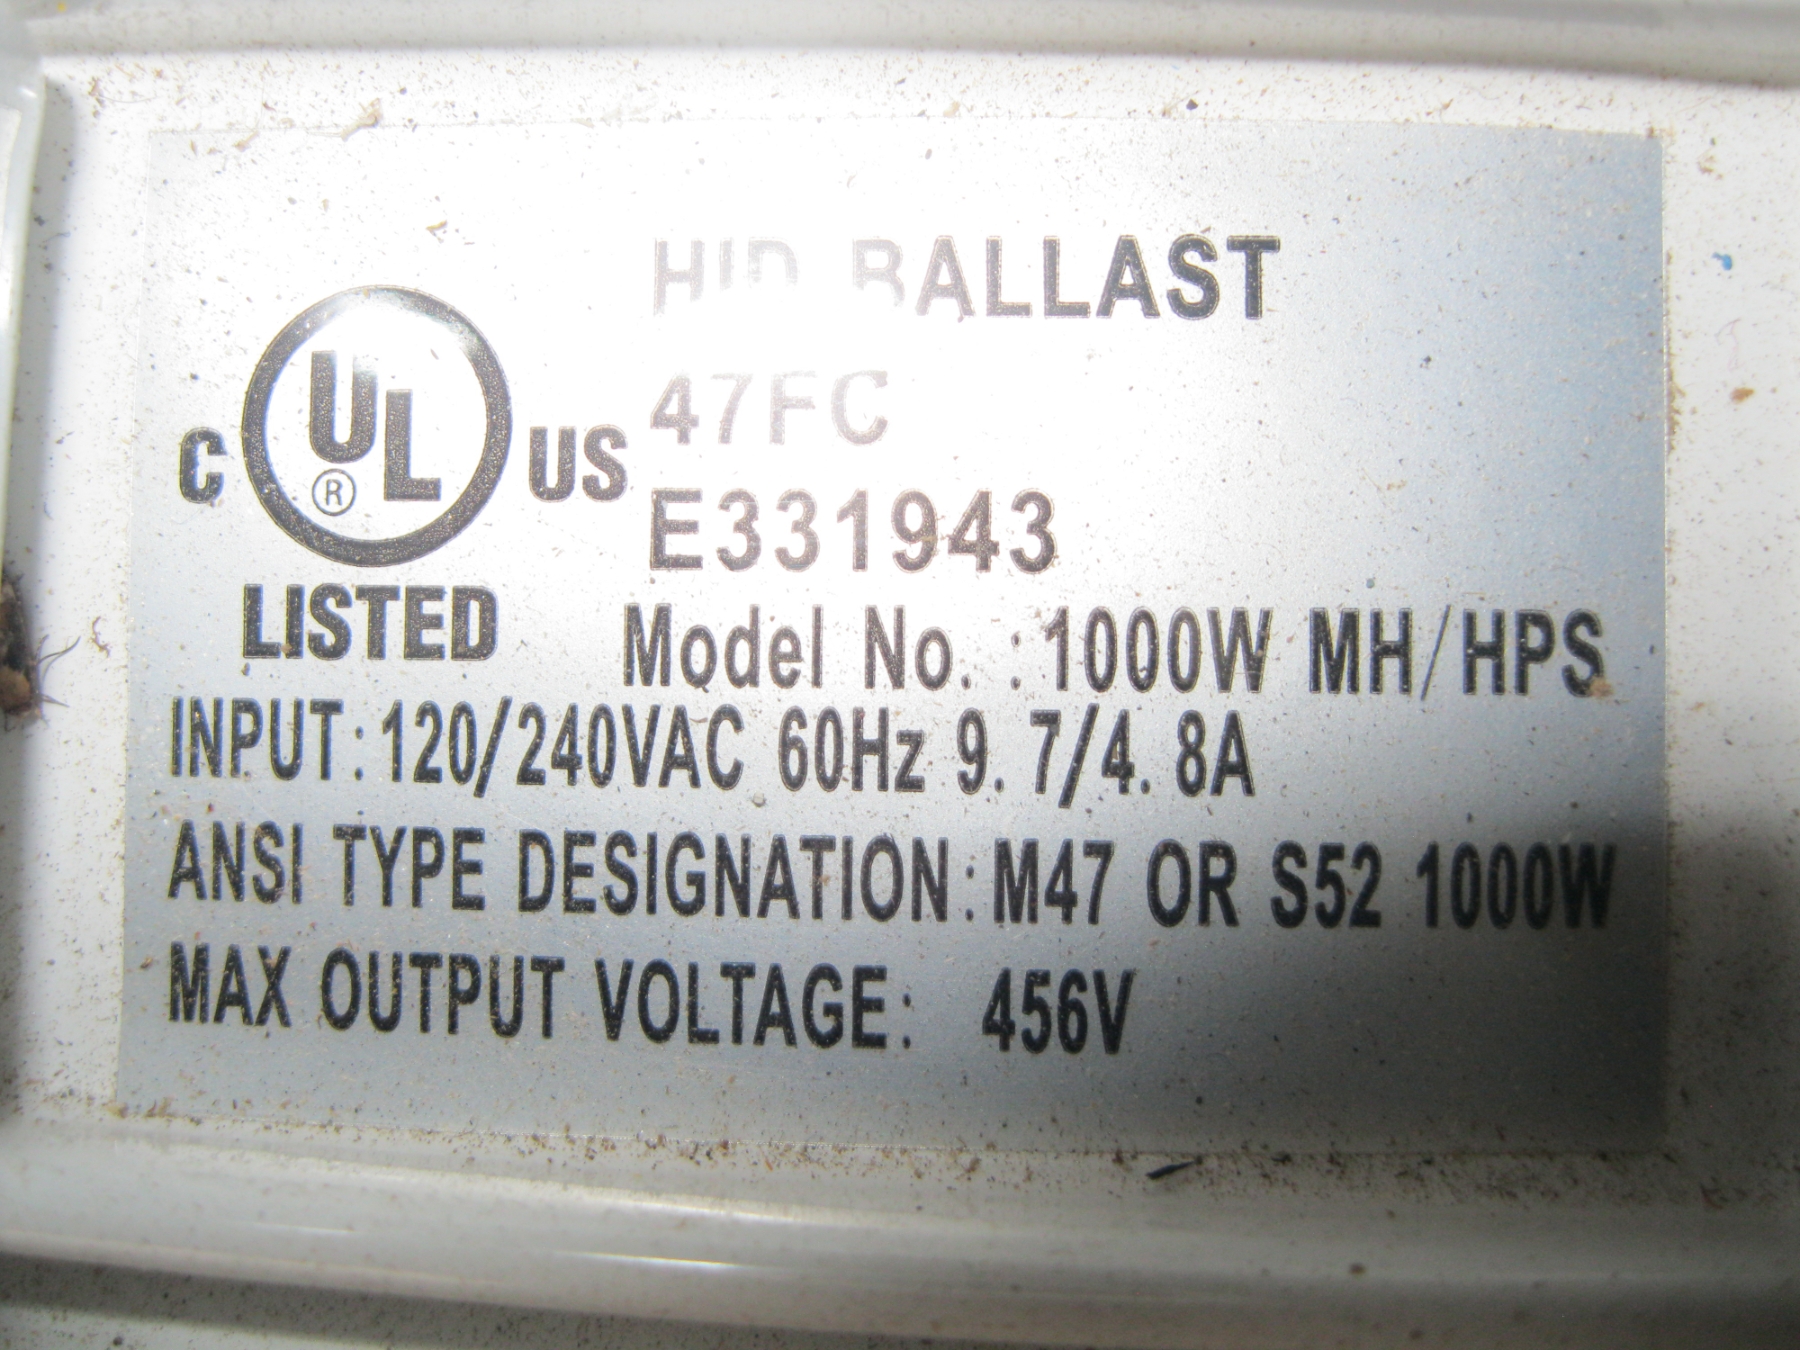 HID BALLAST
47FC
C UL ® US
E331943
LISTED
Model No. :1000W MH/HPS
INPUT:120/240VAC 60Hz 9.7/4.8A
ANSI TYPE DESIGNATION:M47 OR S52 1000W
MAX OUTPUT VOLTAGE: 456V